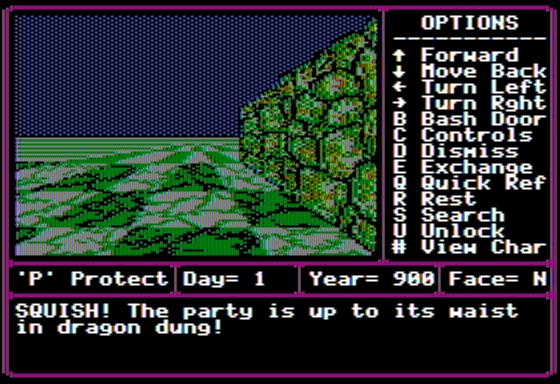 OPTIONS
------------
↑ Forward
↓ Move Back
← Turn Left
→ Turn Rght
B Bash Door
C Controls
D Dismiss
E Exchange
Q Quick Ref
R Rest
S Search
U Unlock
# View Char
'P' Protect Day= 1 Year= 900 Face= N
SQUISH! The party is up to its waist
in dragon dung!